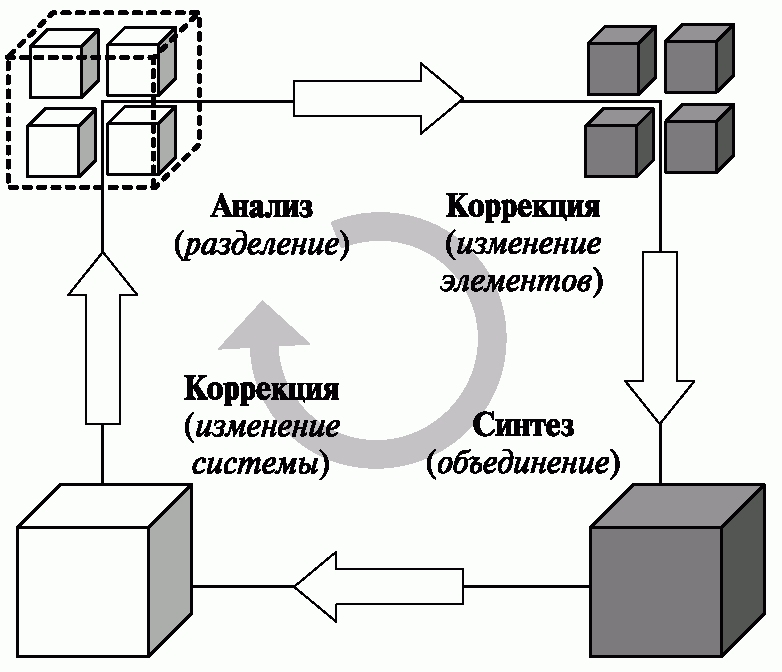 Анализ
(разделение)
Коррекция
(изменение
элементов)
Коррекция
(изменение
системы)
Синтез
(объединение)